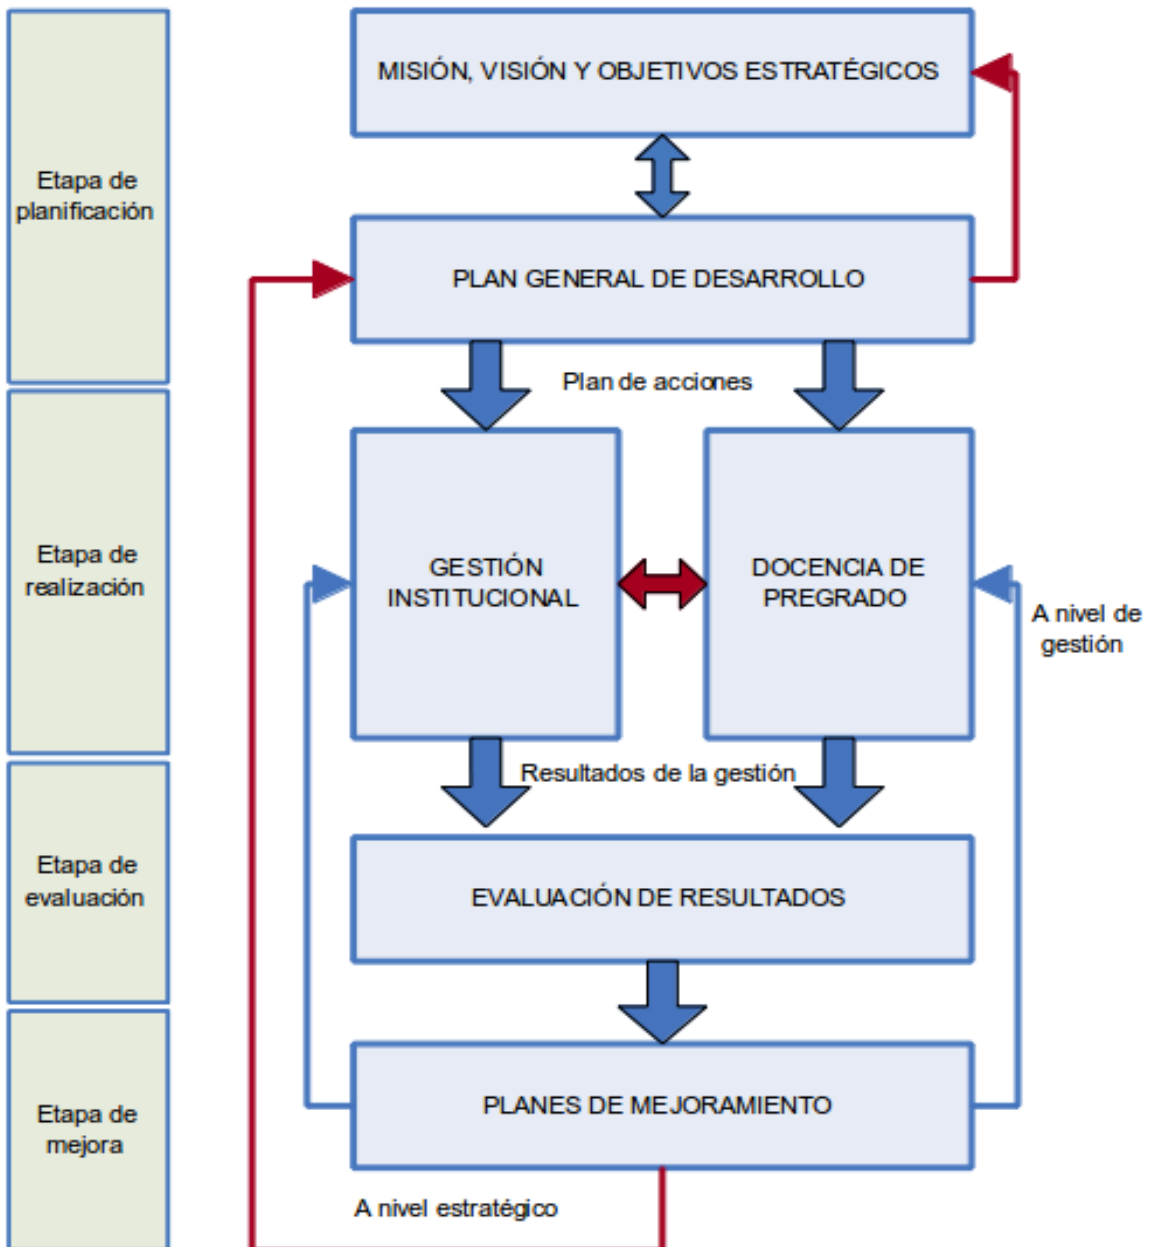 MISIÓN, VISIÓN Y OBJETIVOS ESTRATÉGICOS
Etapa de
planificación
PLAN GENERAL DE DESARROLLO
Plan de acciones
Etapa de
realización
GESTIÓN
INSTITUCIONAL
DOCENCIA DE
PREGRADO
A nivel de
gestión
Resultados de la gestión
Etapa de
evaluación
EVALUACIÓN DE RESULTADOS
PLANES DE MEJORAMIENTO
Etapa de
mejora
A nivel estratégico